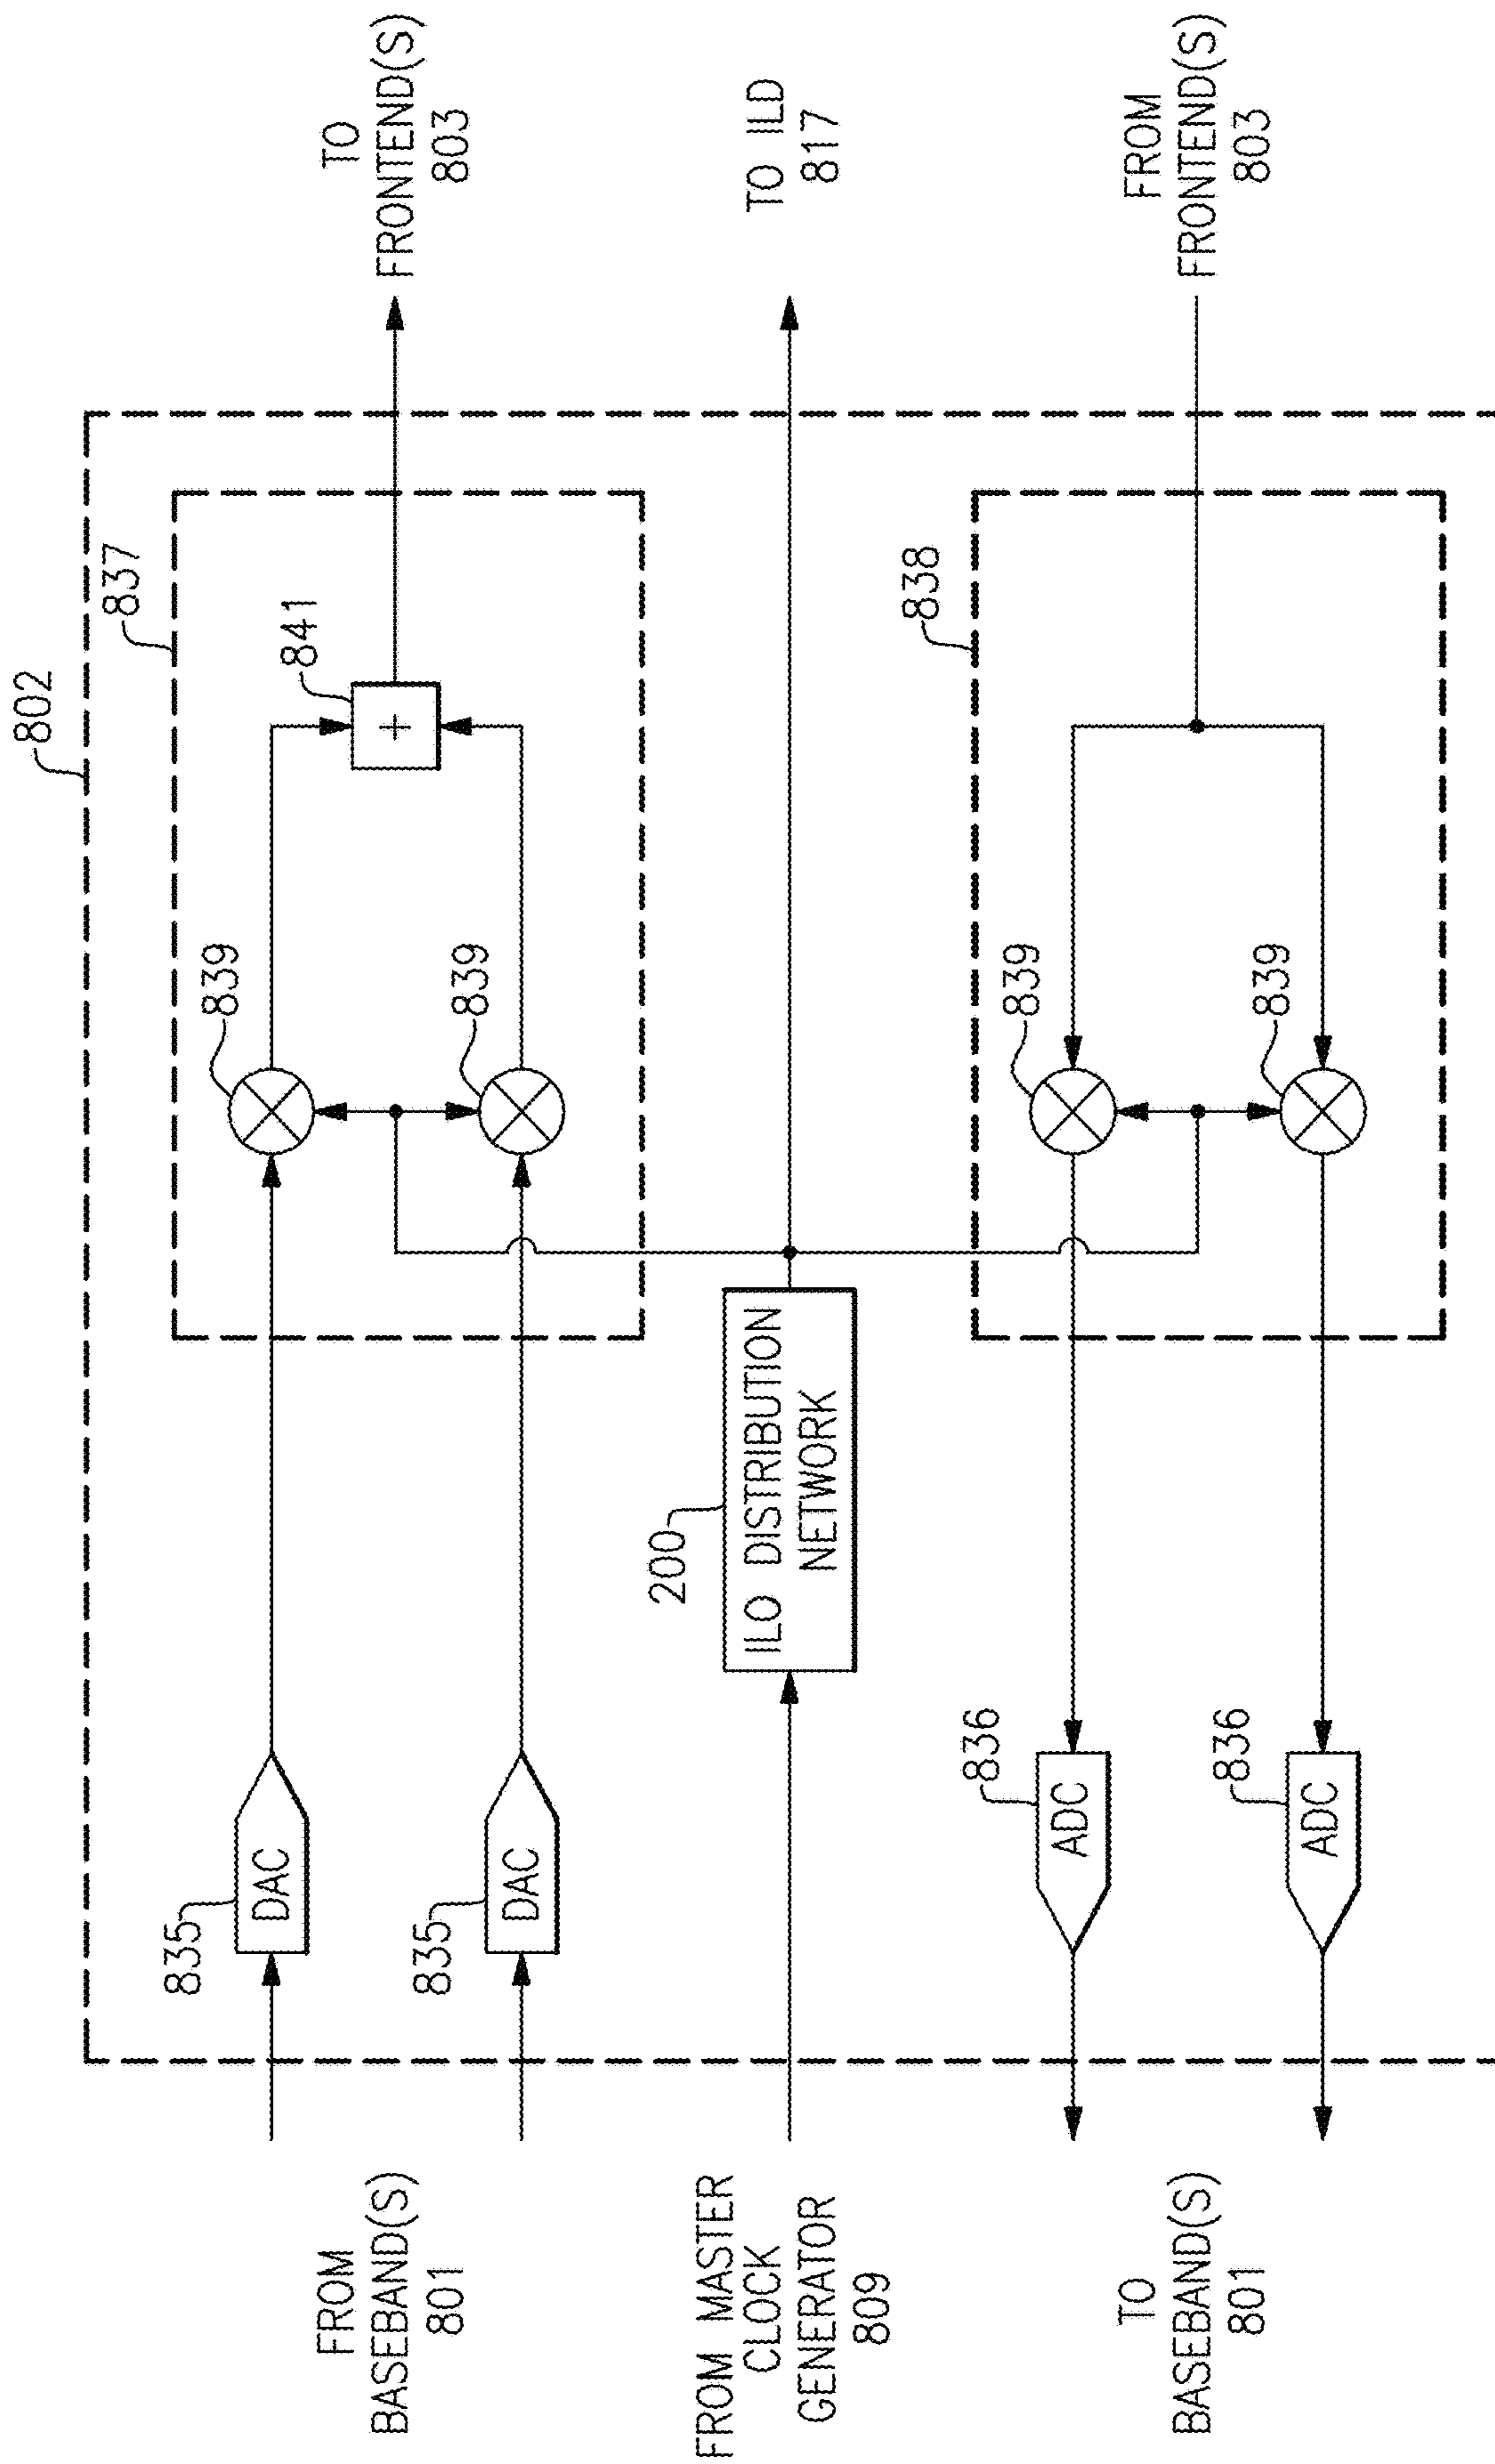 802
837
841
TO
FRONTEND(S)
803
839
839
835
DAC
835
DAC
FROM
BASEBAND(S)
801
TO ILD
817
200
ILO DISTRIBUTION
NETWORK
FROM MASTER
CLOCK
GENERATOR
809
838
FROM
FRONTEND(S)
803
839
839
836
ADC
836
ADC
TO
BASEBAND(S)
801